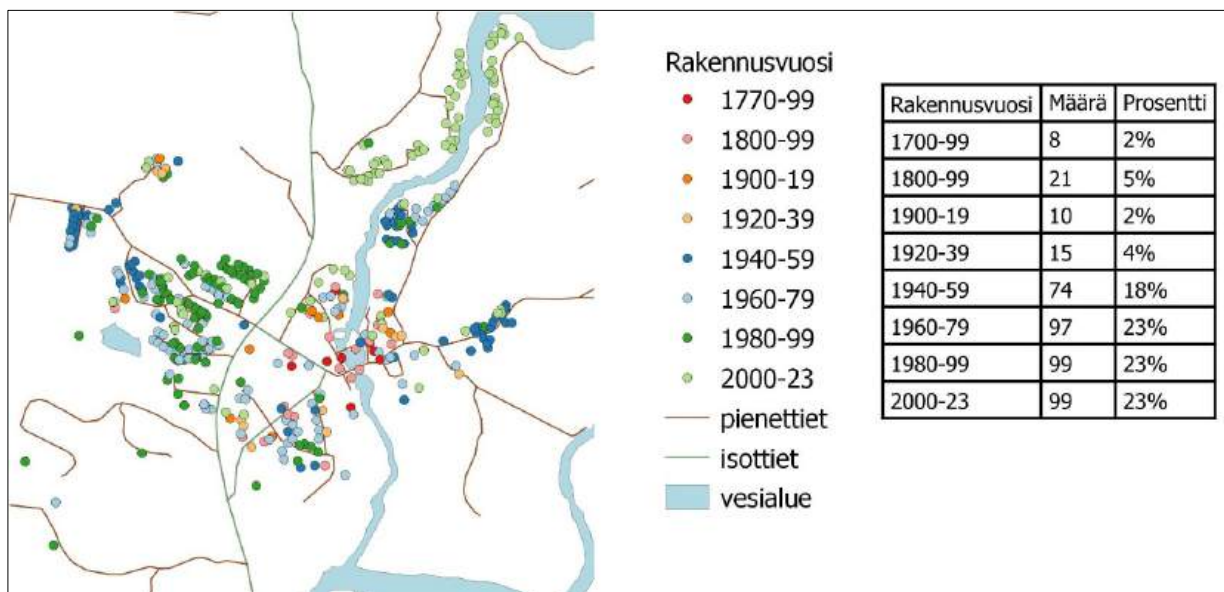 Rakennusvuosi
1770-99
1800-99
1900-19
1920-39
1940-59
1960-79
1980-99
2000-23
pienettiet
isottiet
vesialue
Rakennusvuosi Määrä Prosentti
1700-99 8 2%
1800-99 21 5%
1900-19 10 2%
1920-39 15 4%
1940-59 74 18%
1960-79 97 23%
1980-99 99 23%
2000-23 99 23%